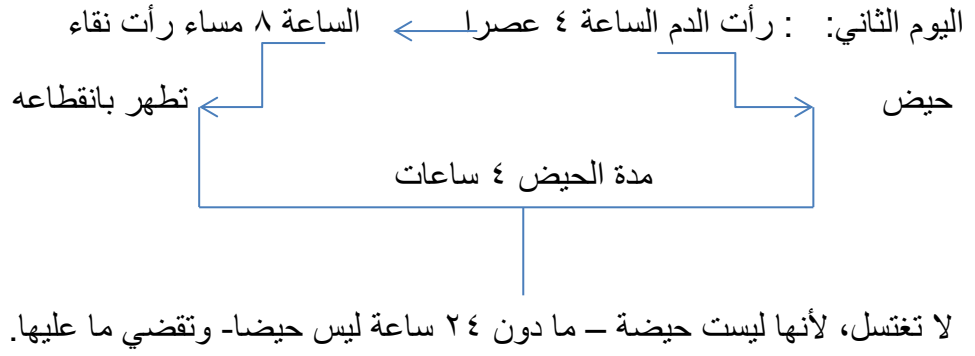 اليوم الثاني: : رأت الدم الساعة ٤ عصرا الساعة ٨ مساء رأت نقاء
حيض تطهر بانقطاعه
مدة الحيض ٤ ساعات
لا تغتسل، لأنها ليست حيضة – ما دون ٢٤ ساعة ليس حيضا- وتقضي ما عليها.